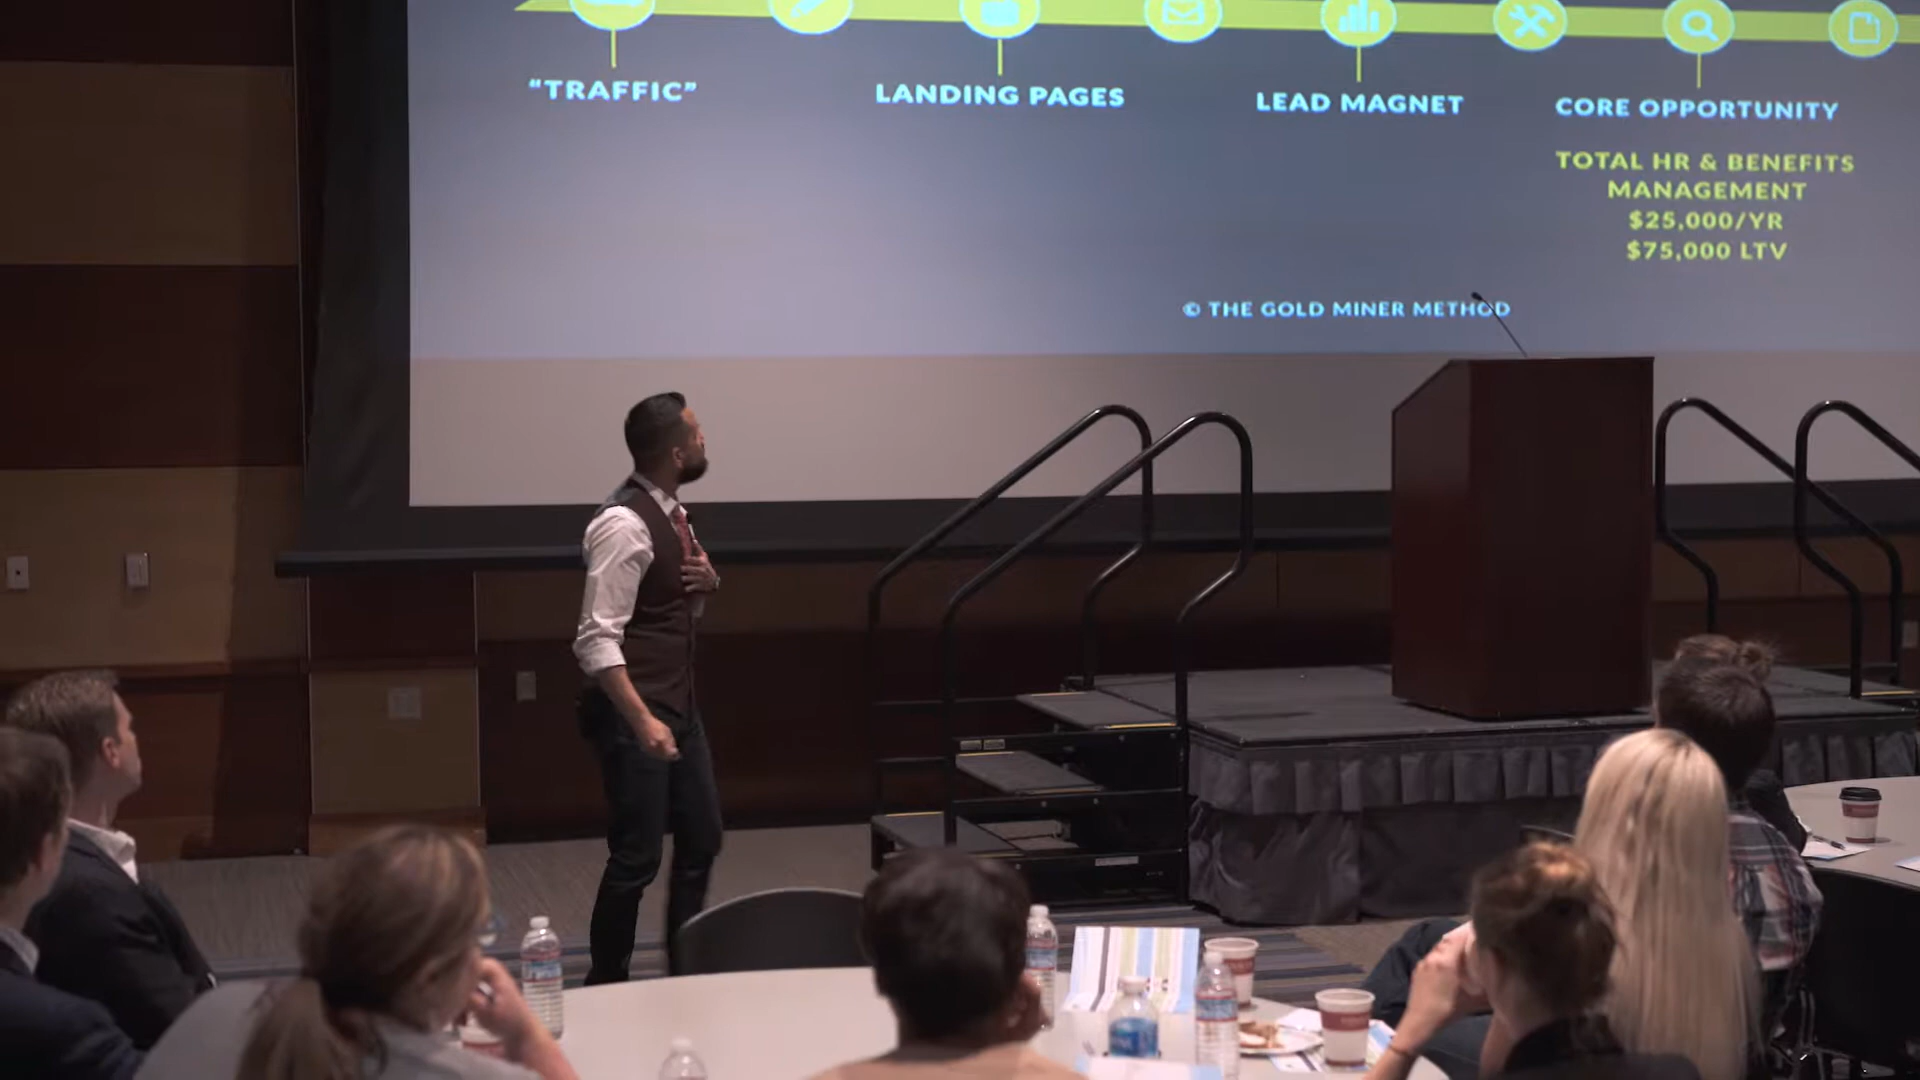 “TRAFFIC”
LANDING PAGES
LEAD MAGNET
CORE OPPORTUNITY
TOTAL HR & BENEFITS
MANAGEMENT
$25,000/YR
$75,000 LTV
© THE GOLD MINER METHOD